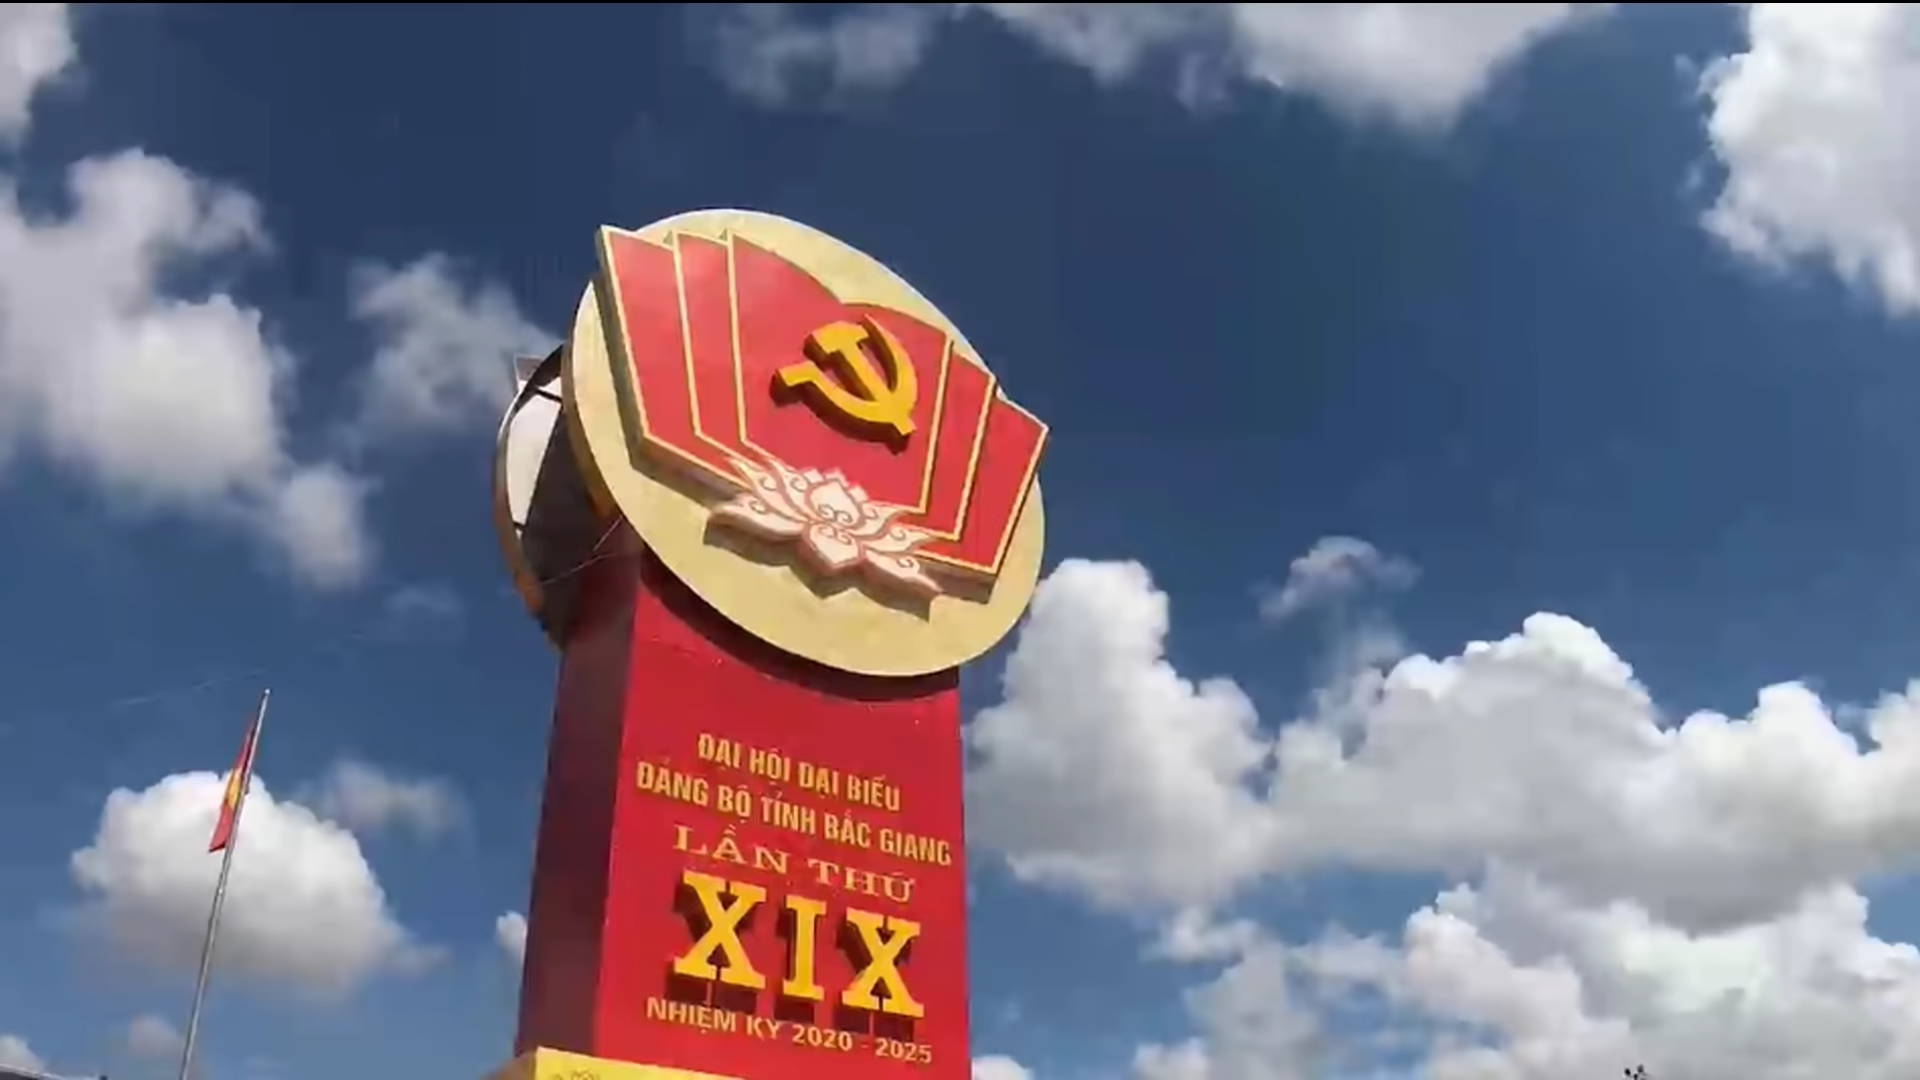 ĐẠI HỘI ĐẠI BIỂU
ĐẢNG BỘ TỈNH BẮC GIANG
LẦN THỨ
XIX
NHIỆM KỲ 2020 - 2025